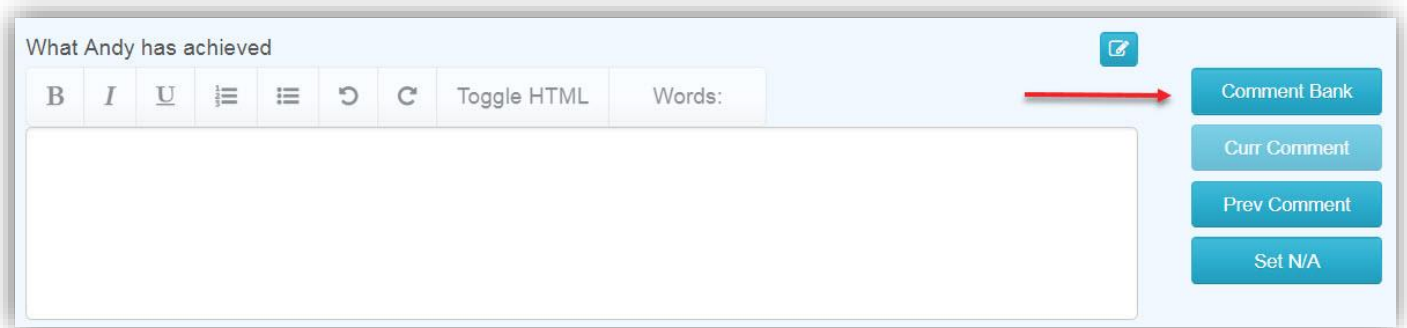 What Andy has achieved
B I U Toggle HTML Words:
Comment Bank
Curr Comment
Prev Comment
Set N/A